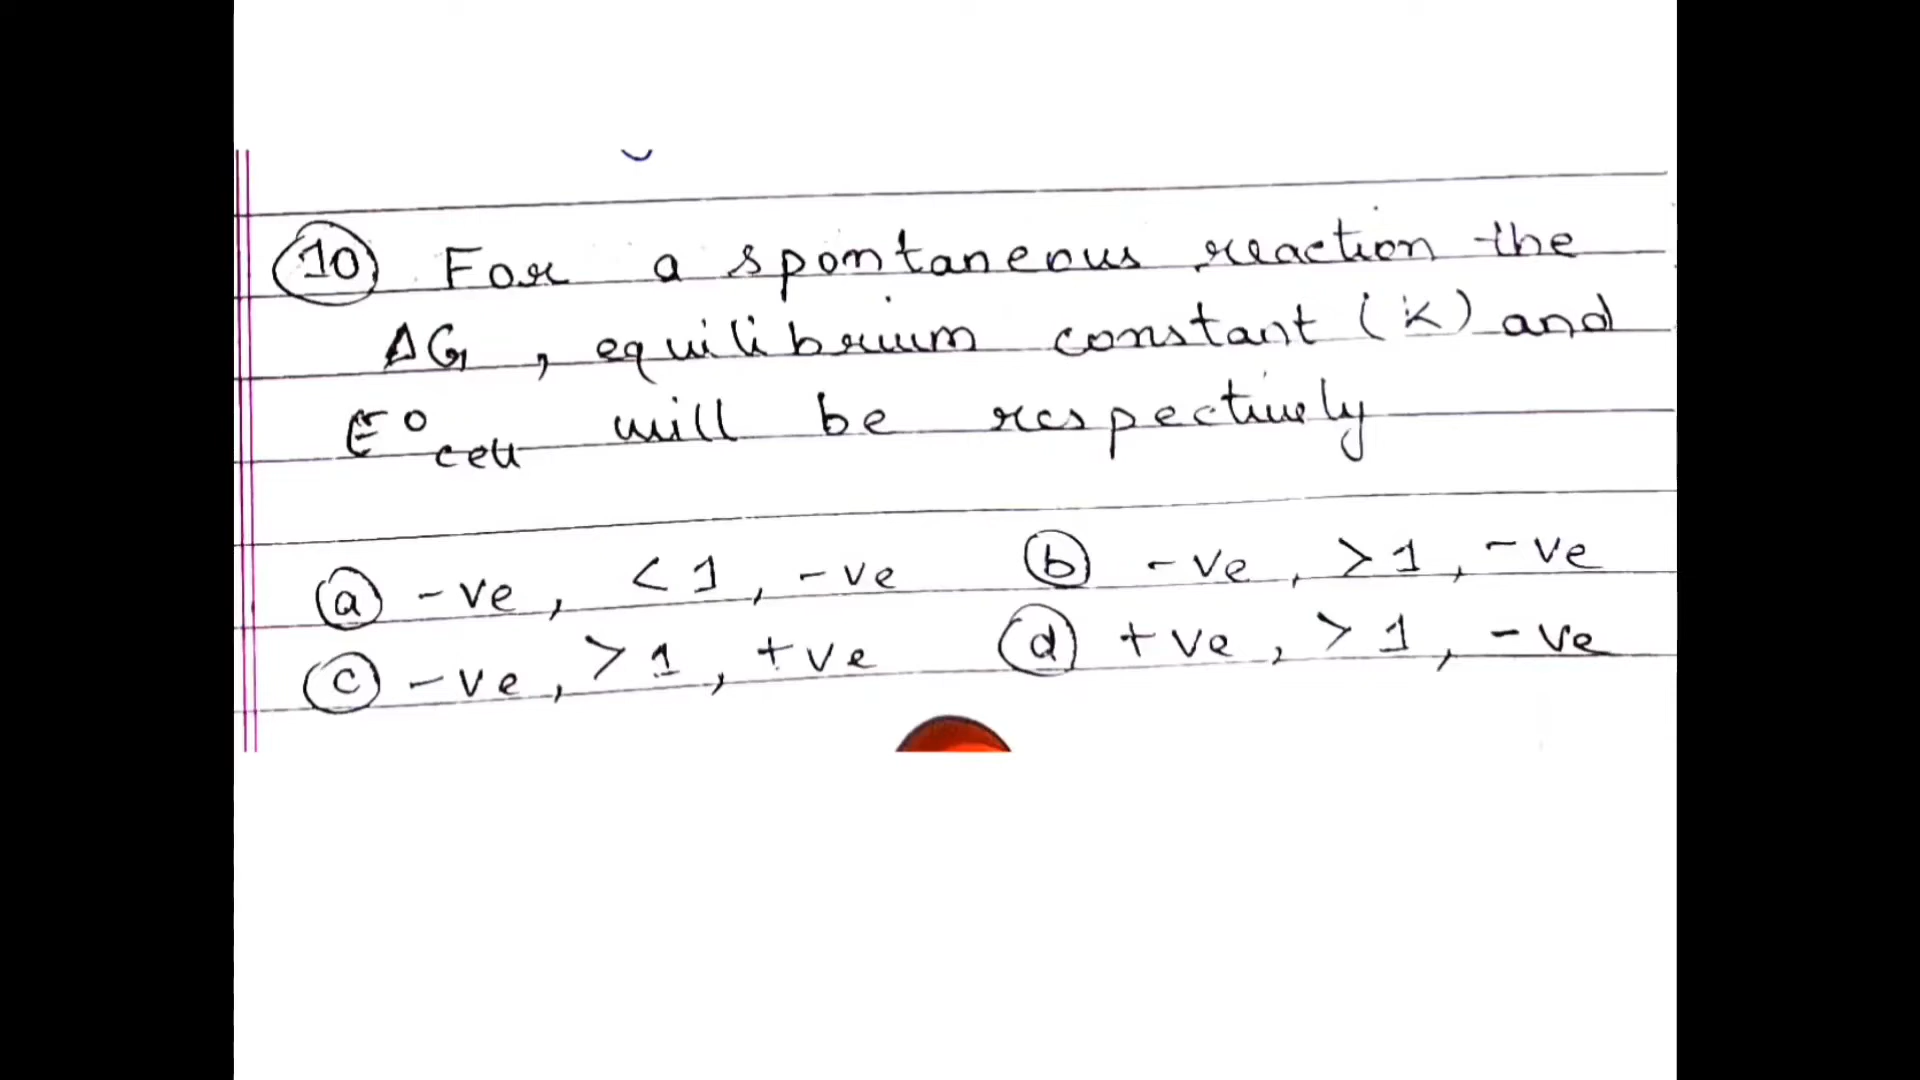 10 For a spontaneous reaction the
ΔG, equilibrium constant (K) and
E°cell will be respectively
a -ve, <1, -ve b -ve, >1, -ve
c -ve, >1, +ve d +ve, >1, -ve